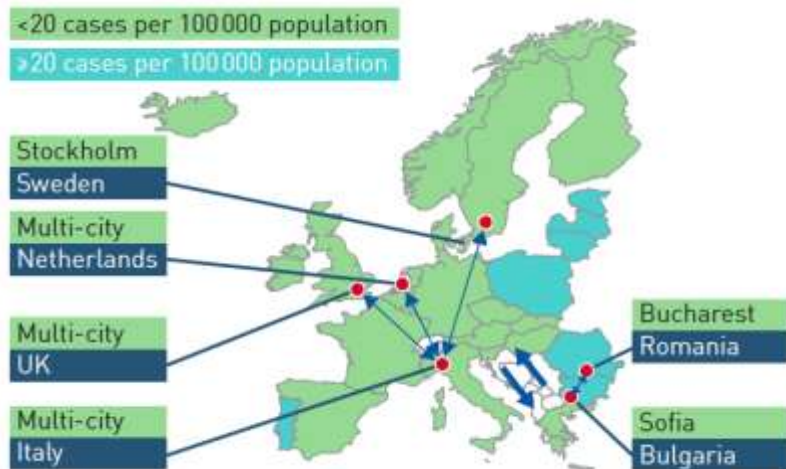 <20 cases per 100 000 population
⩾20 cases per 100 000 population
Stockholm
Sweden
Multi-city
Netherlands
Multi-city
UK
Multi-city
Italy
Bucharest
Romania
Sofia
Bulgaria